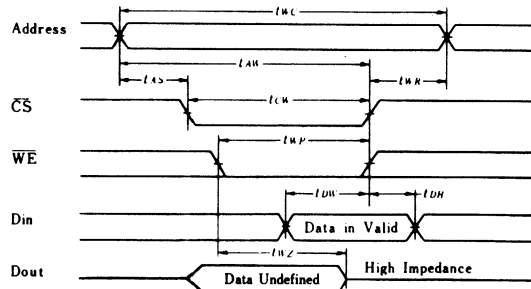 tWC
Address
tAW
tAS
tWR
tCW
CS
tWP
WE
tDW
tDH
Din
Data in Valid
tWZ
High Impedance
Dout
Data Undefined